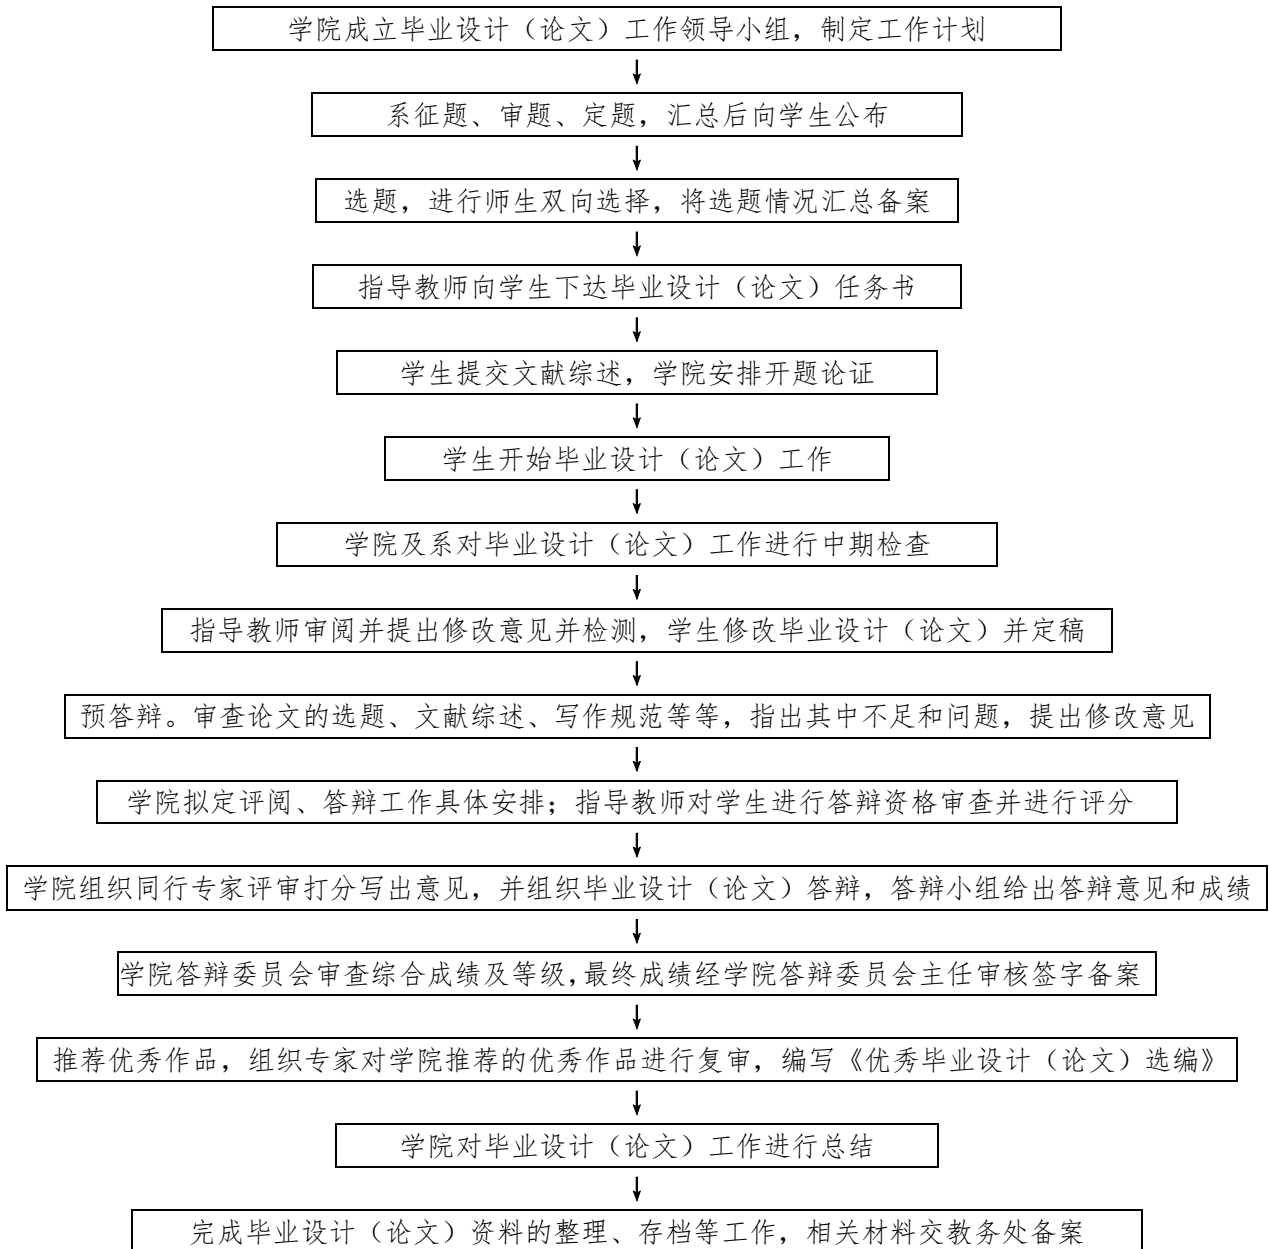 学院成立毕业设计（论文）工作领导小组，制定工作计划
系征题、审题、定题，汇总后向学生公布
选题，进行师生双向选择，将选题情况汇总备案
指导教师向学生下达毕业设计（论文）任务书
学生提交文献综述，学院安排开题论证
学生开始毕业设计（论文）工作
学院及系对毕业设计（论文）工作进行中期检查
指导教师审阅并提出修改意见并检测，学生修改毕业设计（论文）并定稿
预答辩。审查论文的选题、文献综述、写作规范等等，指出其中不足和问题，提出修改意见
学院拟定评阅、答辩工作具体安排；指导教师对学生进行答辩资格审查并进行评分
学院组织同行专家评审打分写出意见，并组织毕业设计（论文）答辩，答辩小组给出答辩意见和成绩
学院答辩委员会审查综合成绩及等级，最终成绩经学院答辩委员会主任审核签字备案
推荐优秀作品，组织专家对学院推荐的优秀作品进行复审，编写《优秀毕业设计（论文）选编》
学院对毕业设计（论文）工作进行总结
完成毕业设计（论文）资料的整理、存档等工作，相关材料交教务处备案